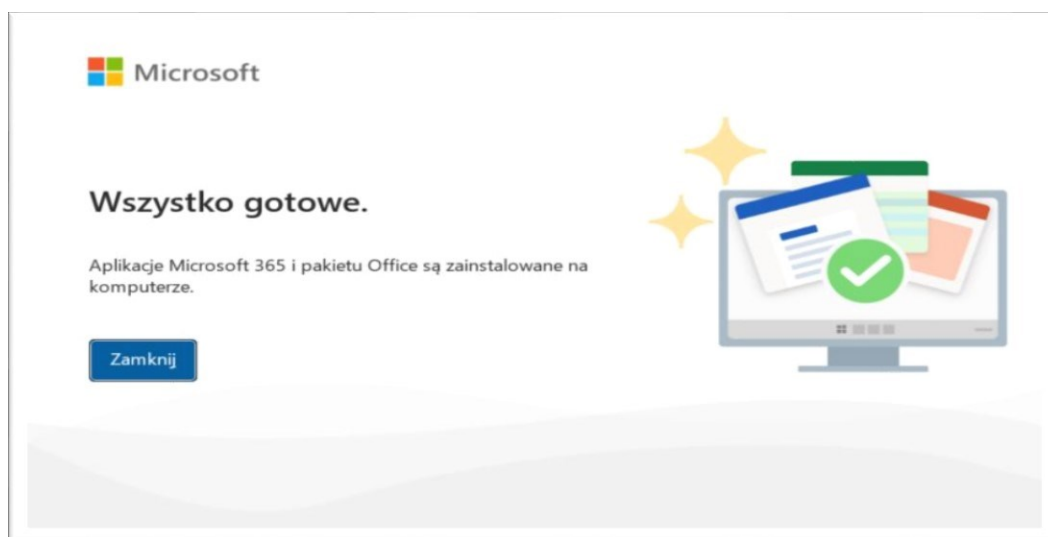 Microsoft
Wszystko gotowe.
Aplikacje Microsoft 365 i pakietu Office są zainstalowane na
komputerze.
Zamknij